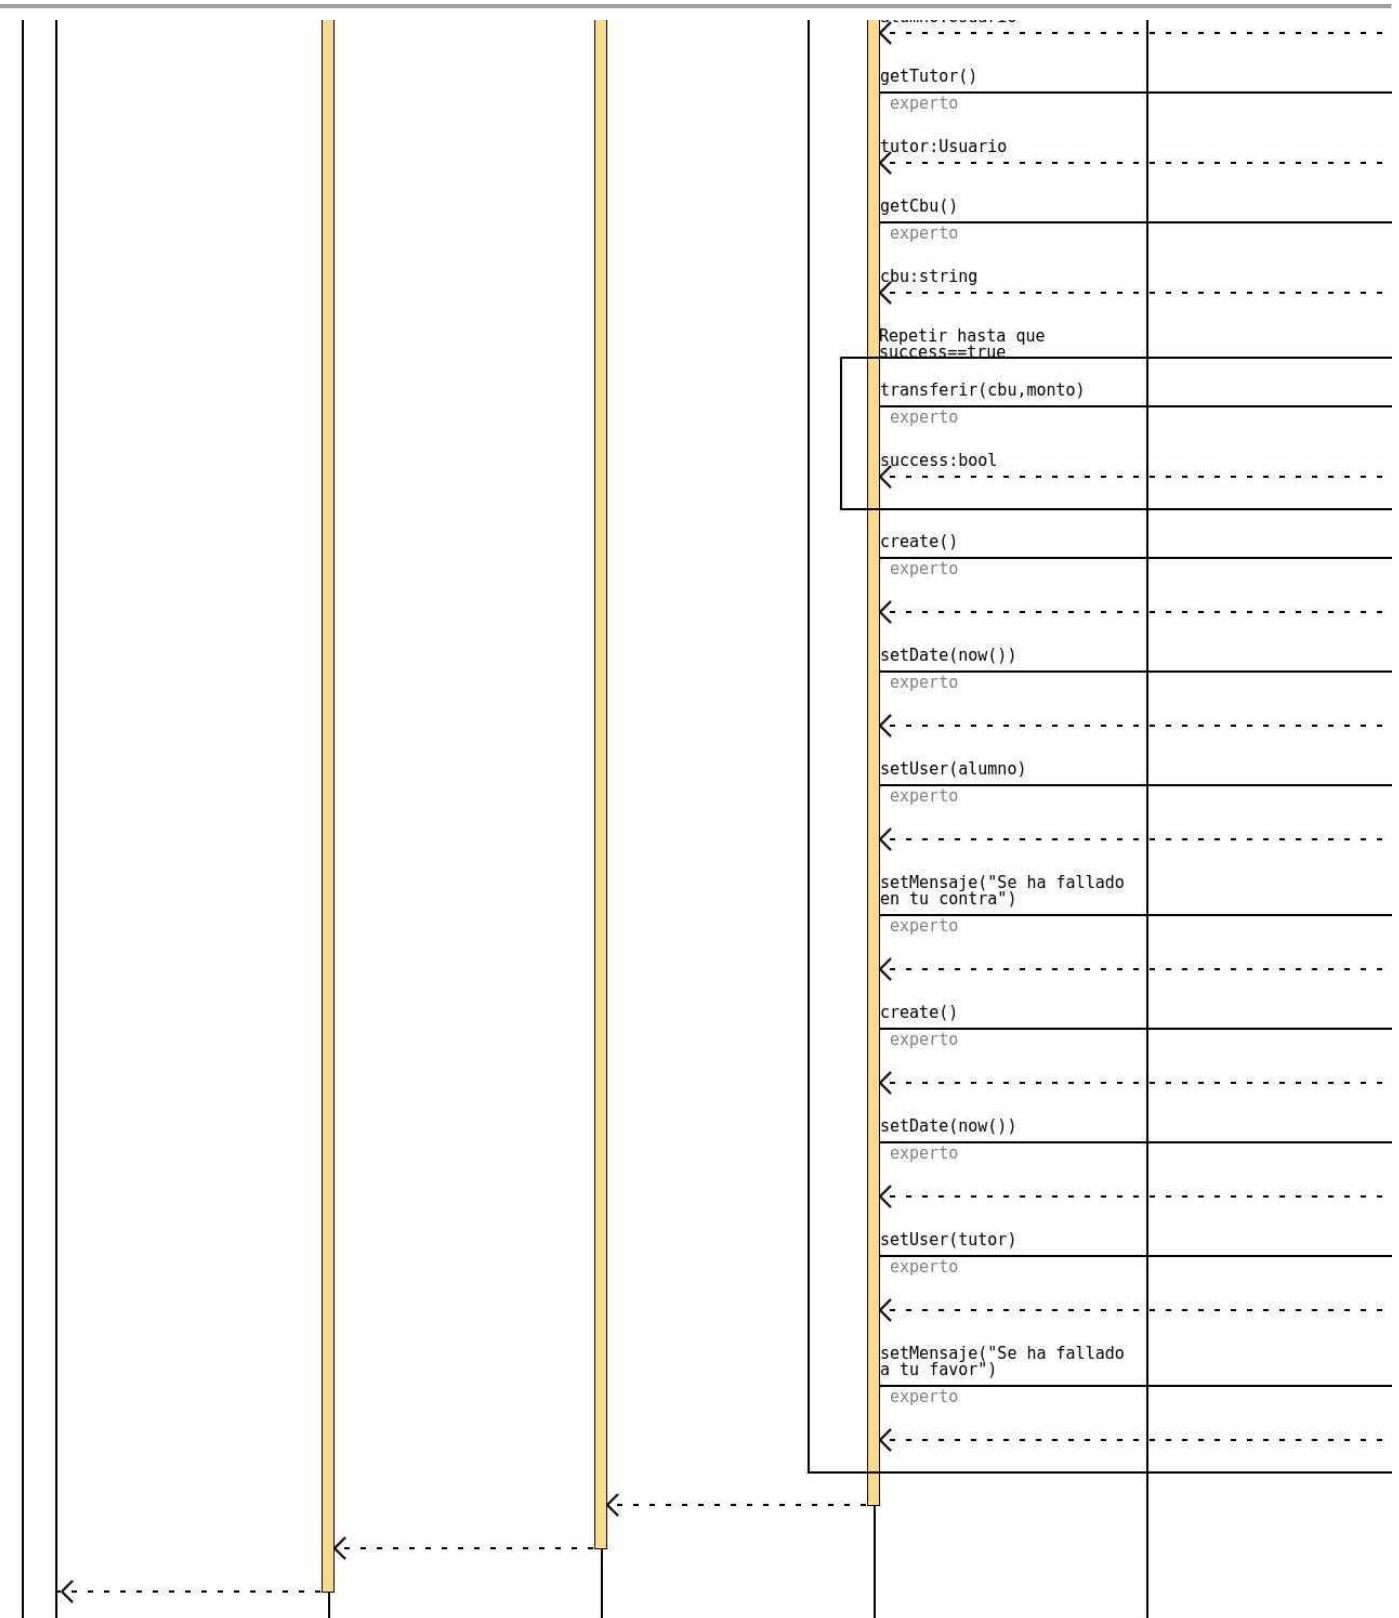 getTutor()
experto
tutor:Usuario
getCbu()
experto
cbu:string
Repetir hasta que
success==true
transferir(cbu,monto)
experto
success:bool
create()
experto
setDate(now())
experto
setUser(alumno)
experto
setMensaje("Se ha fallado
en tu contra")
experto
create()
experto
setDate(now())
experto
setUser(tutor)
experto
setMensaje("Se ha fallado
a tu favor")
experto